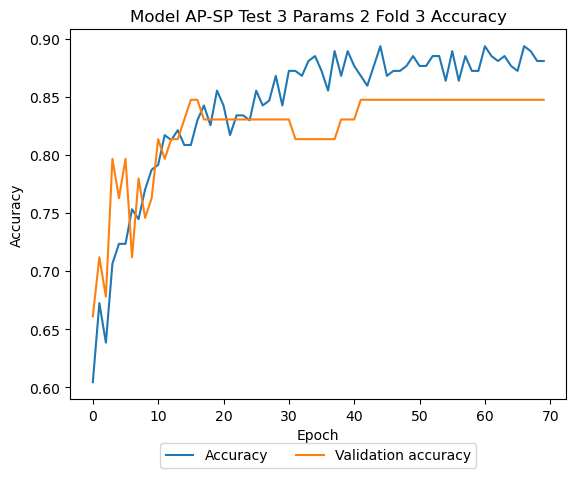 Model AP-SP Test 3 Params 2 Fold 3 Accuracy
0.90
0.85
0.80
0.75
0.70
0.65
0.60
Accuracy
0 10 20 30 40 50 60 70
Epoch
Accuracy Validation accuracy